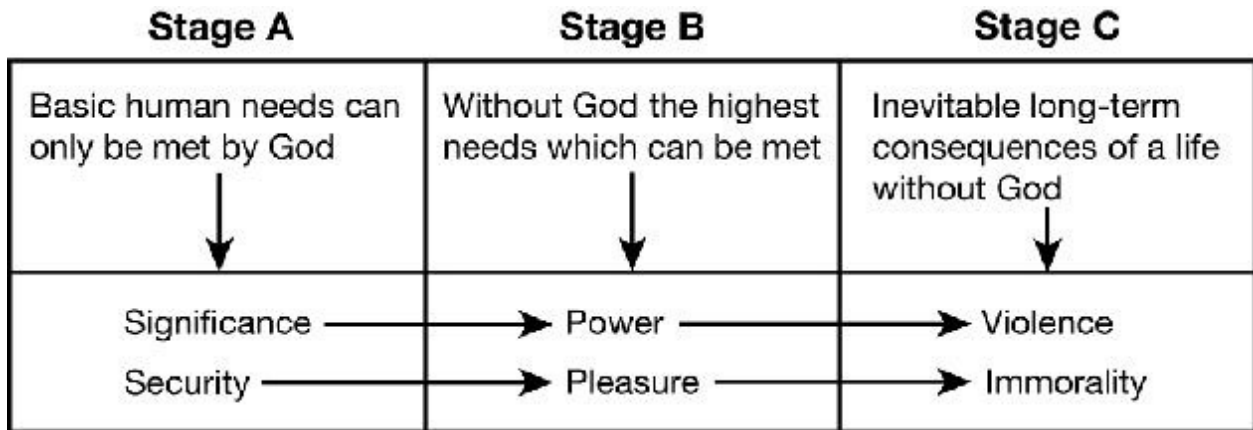 Stage A
Stage B
Stage C
Basic human needs can
only be met by God
Without God the highest
needs which can be met
Inevitable long-term
consequences of a life
without God
Significance
Power
Violence
Security
Pleasure
Immorality